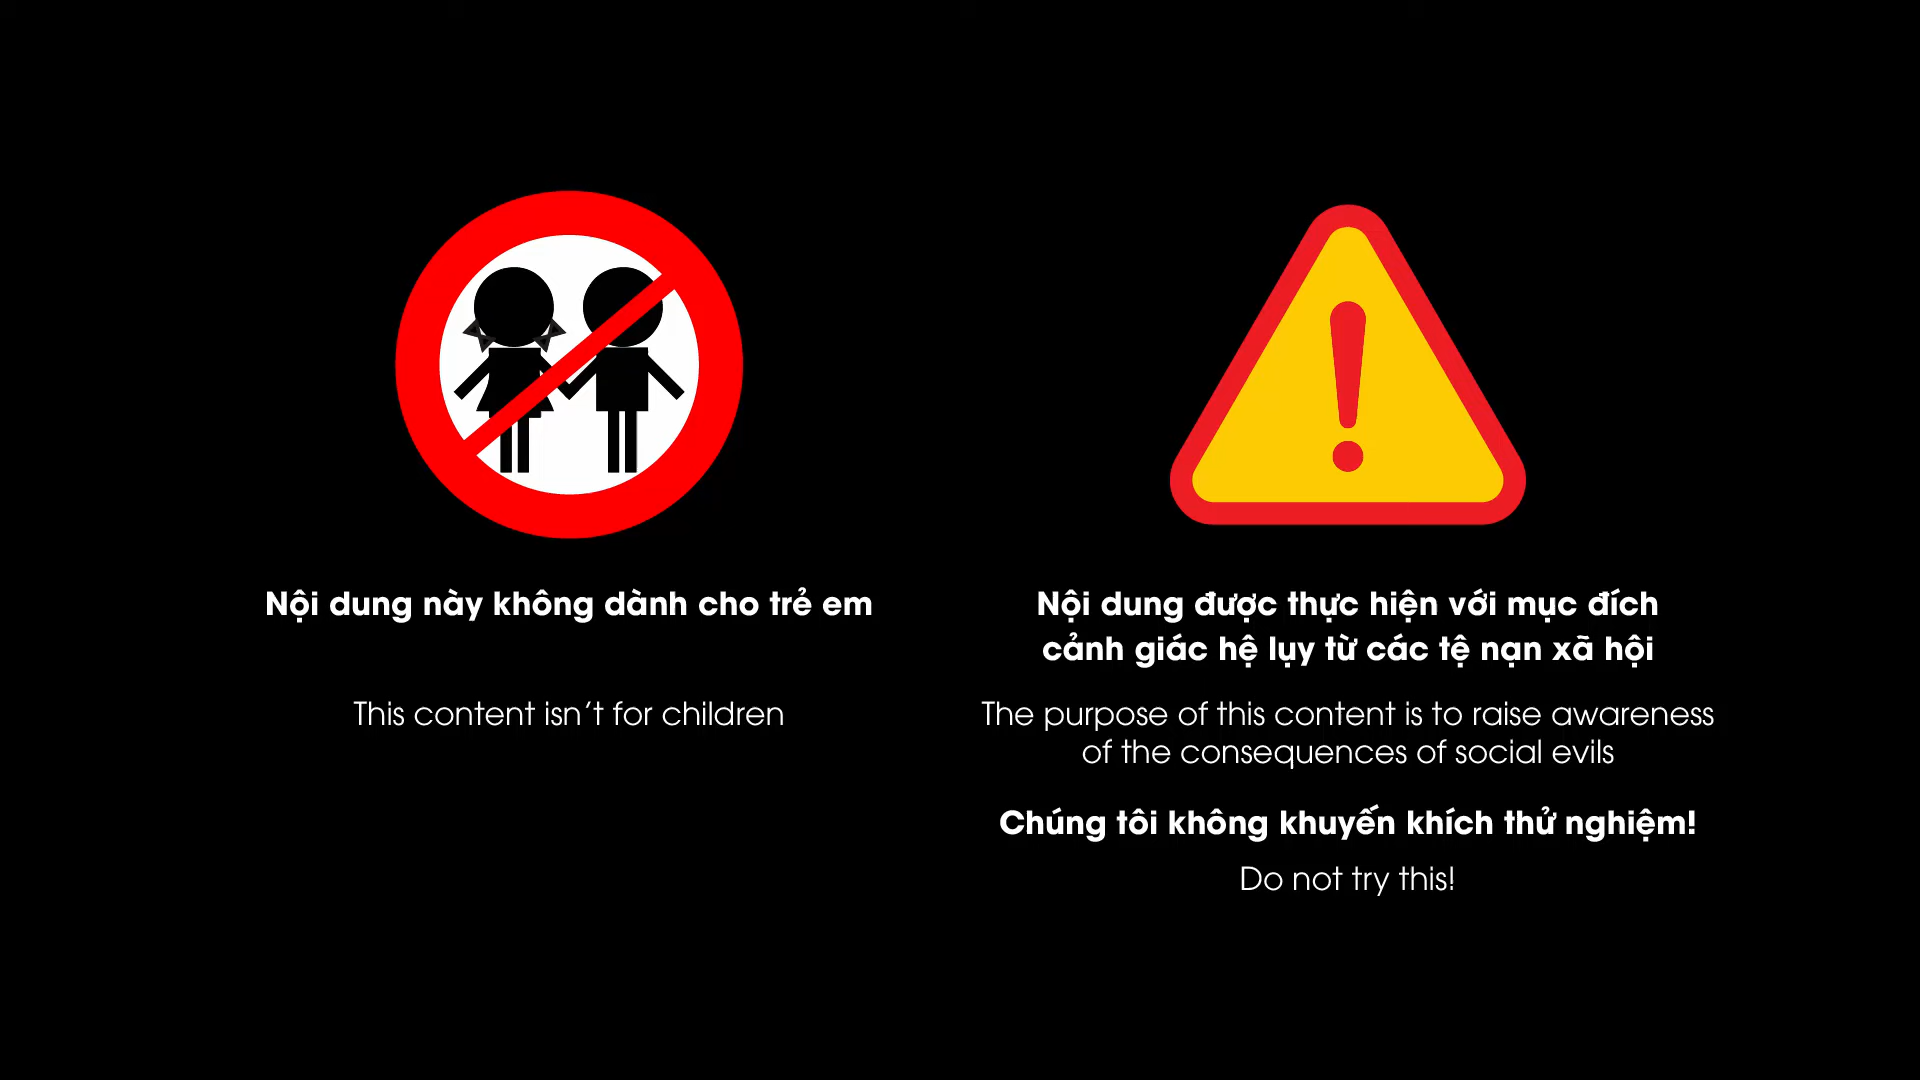 Nội dung này không dành cho trẻ em
This content isn’t for children
Nội dung được thực hiện với mục đích
cảnh giác hệ lụy từ các tệ nạn xã hội
The purpose of this content is to raise awareness
of the consequences of social evils
Chúng tôi không khuyến khích thử nghiệm!
Do not try this!